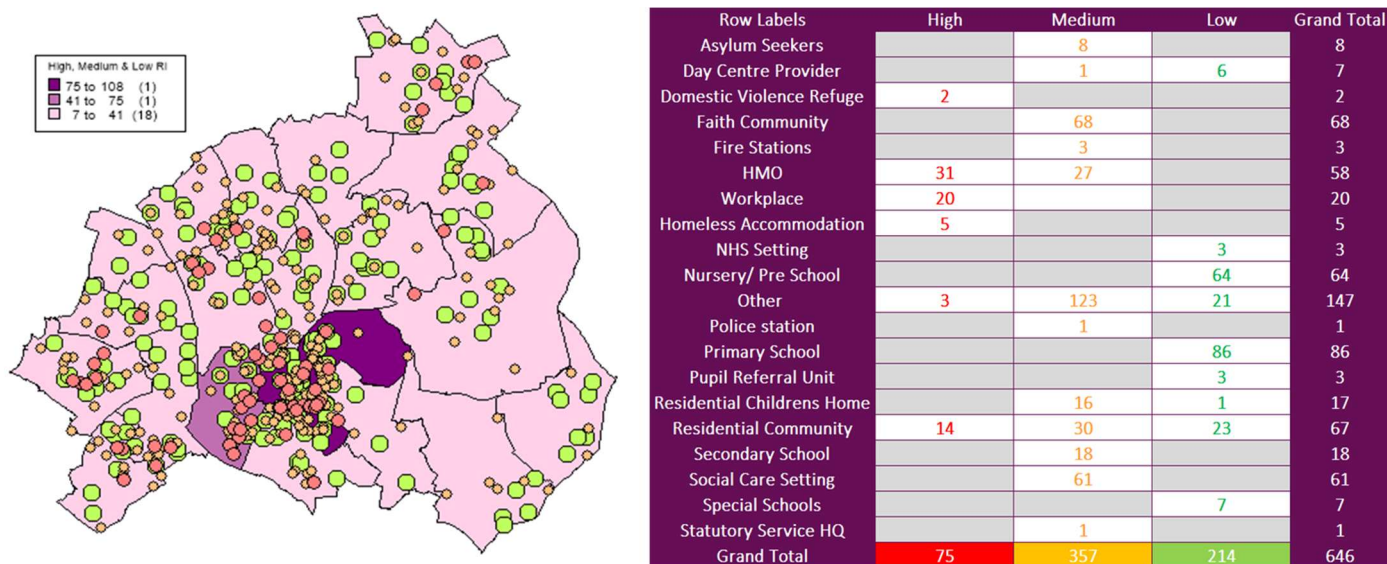 High, Medium & Low RI
75 to 108 (1)
41 to 75 (1)
7 to 41 (18)
Row Labels High Medium Low Grand Total
Asylum Seekers 8 8
Day Centre Provider 1 6 7
Domestic Violence Refuge 2 2
Faith Community 68 68
Fire Stations 3 3
HMO 31 27 58
Workplace 20 20
Homeless Accommodation 5 5
NHS Setting 3 3
Nursery/ Pre School 64 64
Other 3 123 21 147
Police station 1 1
Primary School 86 86
Pupil Referral Unit 3 3
Residential Childrens Home 16 1 17
Residential Community 14 30 23 67
Secondary School 18 18
Social Care Setting 61 61
Special Schools 7 7
Statutory Service HQ 1 1
Grand Total 75 357 214 646